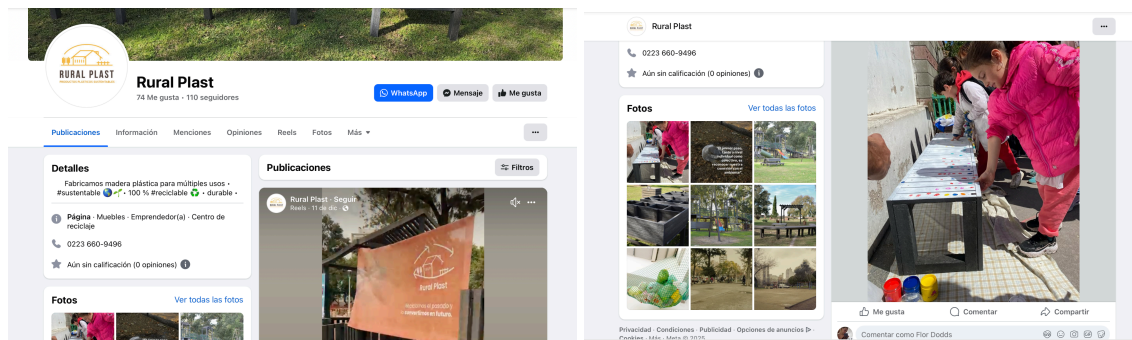 RURAL PLAST
Rural Plast
74 Me gusta • 110 seguidores
WhatsApp
Mensaje
Me gusta
Publicaciones
Información
Menciones
Opiniones
Reels
Fotos
Más
Detalles
Fabricamos madera plástica para múltiples usos •
#sustentable 🌎🌱 • 100 % #reciclable ♻️ • durable •
Página · Muebles · Emprendedor(a) · Centro de
reciclaje
0223 660-9496
Aún sin calificación (0 opiniones)
Fotos
Ver todas las fotos
Publicaciones
Filtros
Rural Plast · Seguir
Reels · 11 de dic ·
Rural Plast
Rural Plast
0223 660-9496
Aún sin calificación (0 opiniones)
Fotos
Ver todas las fotos
Privacidad · Condiciones · Publicidad · Opciones de anuncios ·
Cookies · Más · Meta © 2025
Me gusta
Comentar
Compartir
Comentar como Flor Dodds